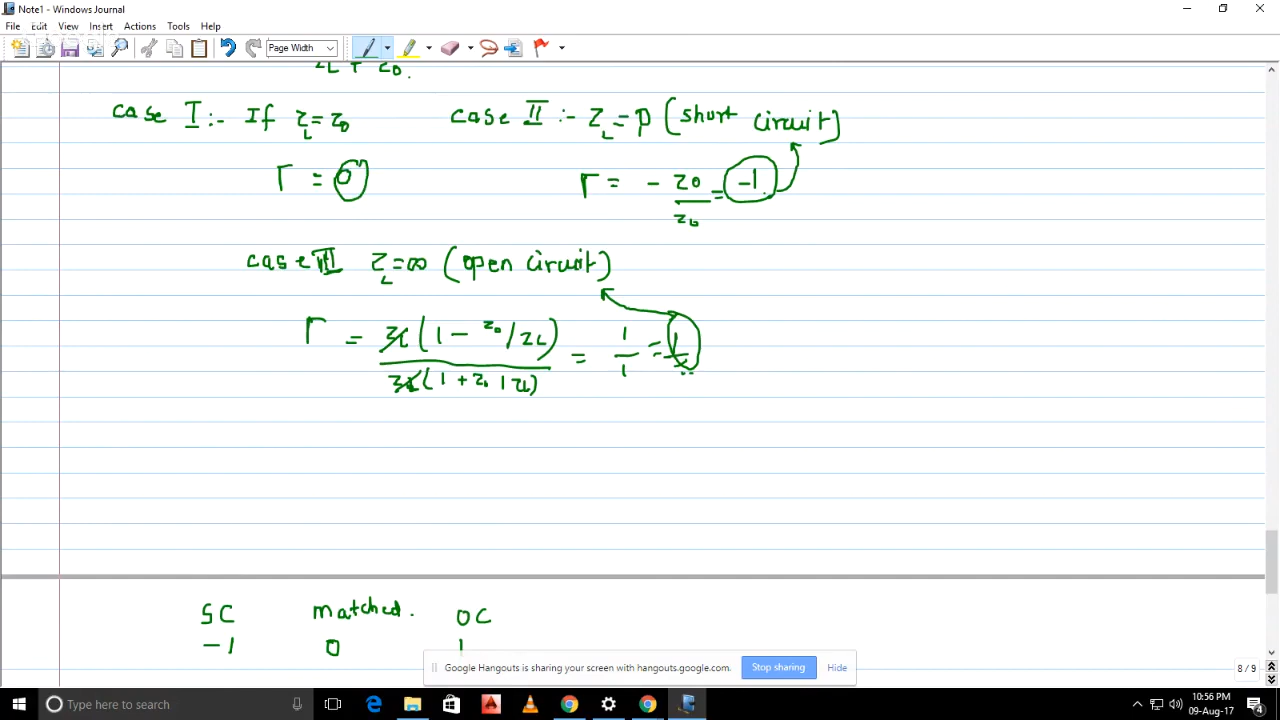 Note1 - Windows Journal
File Edit View Insert Actions Tools Help
Page Width
ZL + Z0.
case I :- If ZL = Z0 case II :- ZL = 0 (short circuit)
Γ = 0 Γ = - Z0 / Z0 = -1
case III ZL = ∞ (open circuit)
Γ = ZL (1 - Z0/ZL) / ZL (1 + Z0/ZL) = 1/1 = 1
SC matched. OC
-1 0 1
Google Hangouts is sharing your screen with hangouts.google.com. Stop sharing Hide
8 / 9
Type here to search
10:56 PM
09-Aug-17